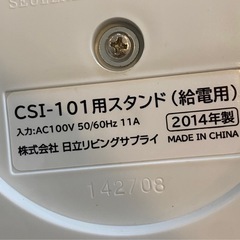 CSI-101用スタンド(給電用)
入力:AC100V 50/60Hz 11A
2014年製
株式会社 日立リビングサプライ
MADE IN CHINA
142708